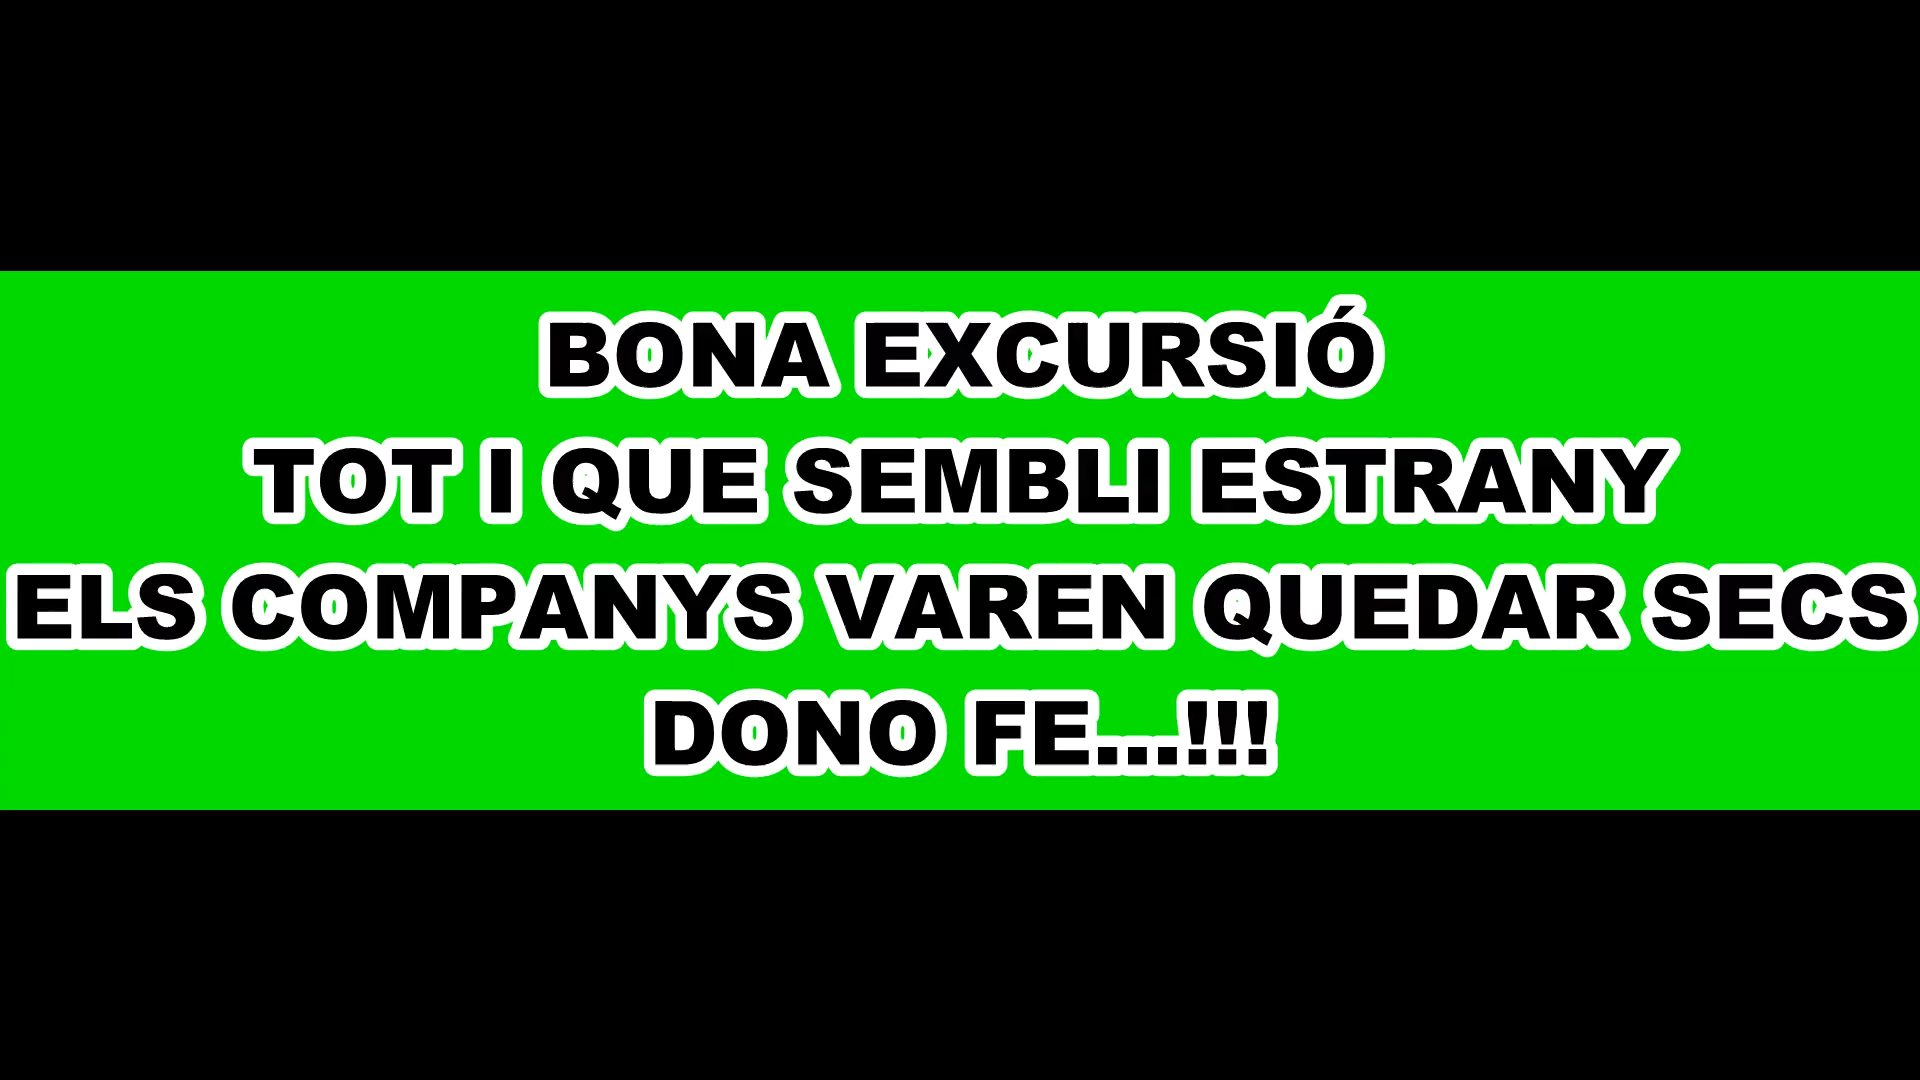 BONA EXCURSIÓ
TOT I QUE SEMBLI ESTRANY
ELS COMPANYS VAREN QUEDAR SECS
DONO FE...!!!